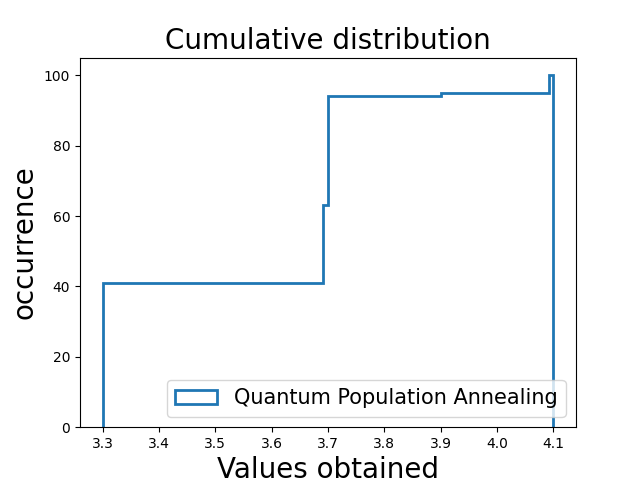 Cumulative distribution
occurrence
100
80
60
40
20
0
Quantum Population Annealing
3.3 3.4 3.5 3.6 3.7 3.8 3.9 4.0 4.1
Values obtained